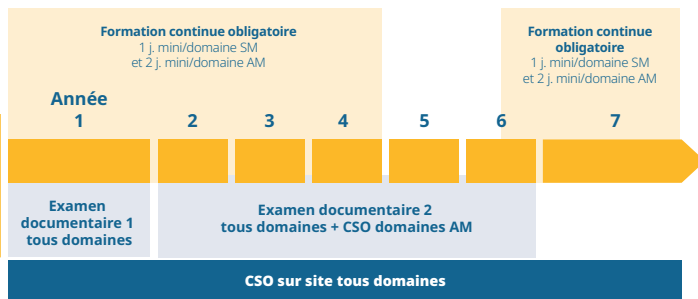 Formation continue obligatoire
1 j. mini/domaine SM
et 2 j. mini/domaine AM
Formation continue
obligatoire
1 j. mini/domaine SM
et 2 j. mini/domaine AM
Année
1 2 3 4 5 6 7
Examen
documentaire 1
tous domaines
Examen documentaire 2
tous domaines + CSO domaines AM
CSO sur site tous domaines